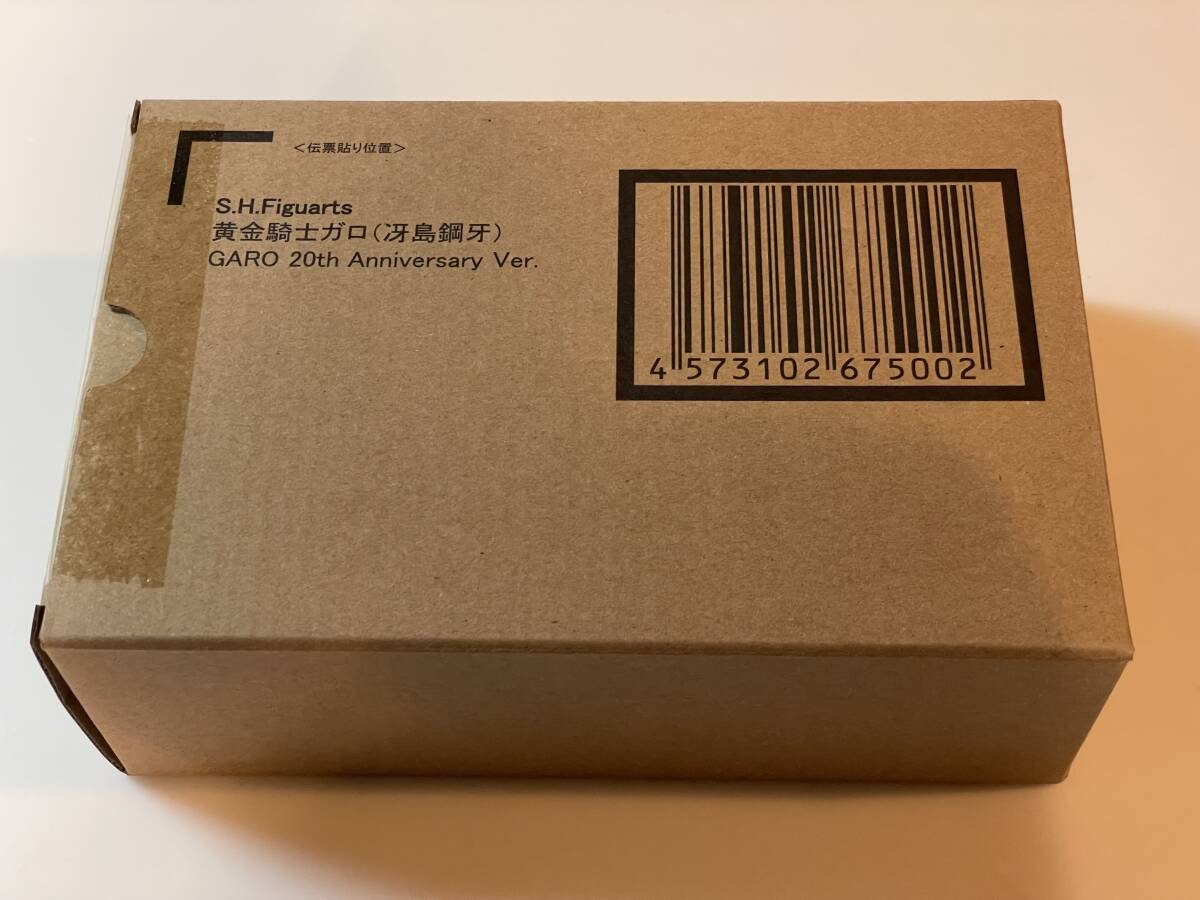 ＜伝票貼り位置＞
S.H.Figuarts
黄金騎士ガロ（冴島鋼牙）
GARO 20th Anniversary Ver.
4 573102 675002